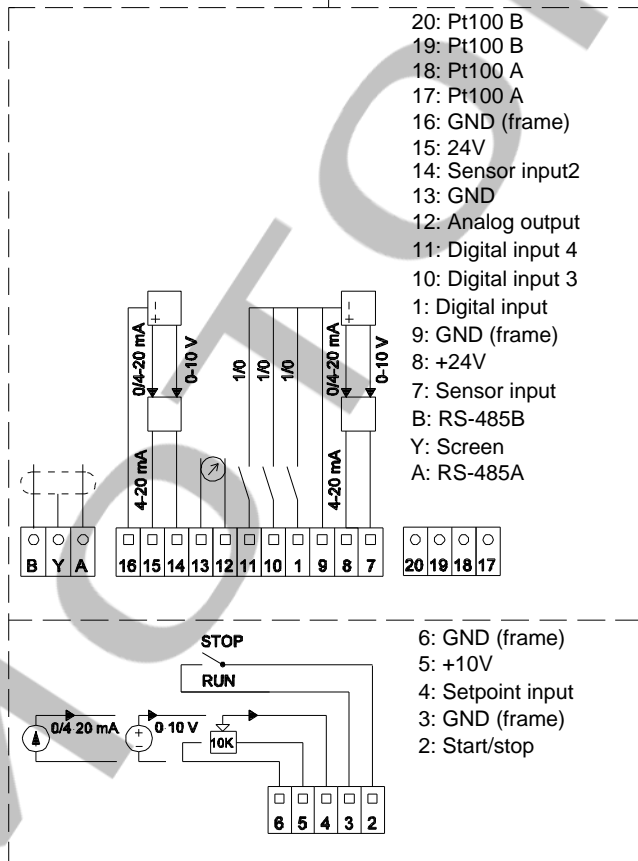 20: Pt100 B
19: Pt100 B
18: Pt100 A
17: Pt100 A
16: GND (frame)
15: 24V
14: Sensor input2
13: GND
12: Analog output
11: Digital input 4
10: Digital input 3
1: Digital input
9: GND (frame)
8: +24V
7: Sensor input
B: RS-485B
Y: Screen
A: RS-485A
- +
0/4-20 mA
0-10 V
1/0
1/0
1/0
- +
0/4-20 mA
0-10 V
4-20 mA
4-20 mA
B Y A
16 15 14 13 12 11 10 1 9 8 7
20 19 18 17
STOP
RUN
0/4 20 mA
+ -
0 10 V
10K
6 5 4 3 2
6: GND (frame)
5: +10V
4: Setpoint input
3: GND (frame)
2: Start/stop